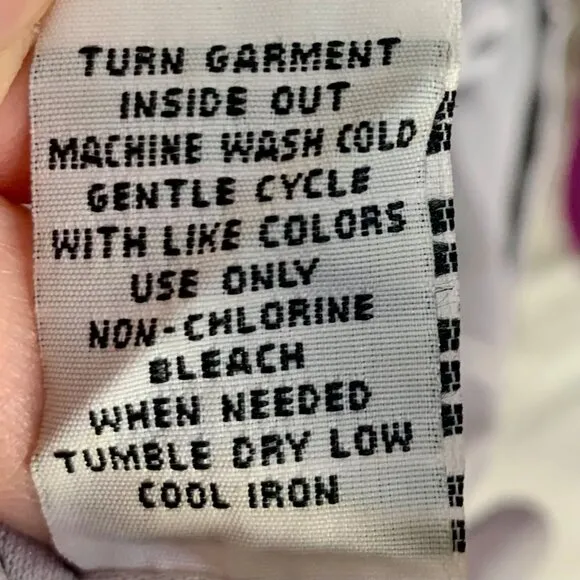 TURN GARMENT
INSIDE OUT
MACHINE WASH COLD
GENTLE CYCLE
WITH LIKE COLORS
USE ONLY
NON-CHLORINE
BLEACH
WHEN NEEDED
TUMBLE DRY LOW
COOL IRON